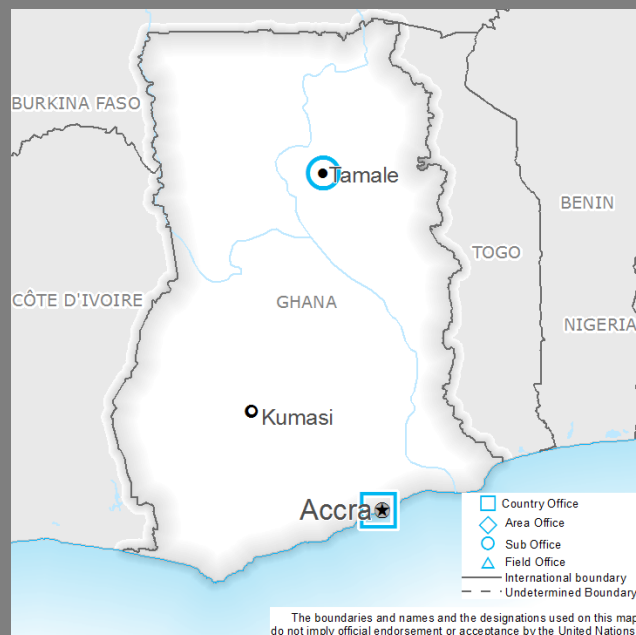 BURKINA FASO
Tamale
BENIN
TOGO
CÔTE D'IVOIRE
GHANA
NIGERIA
Kumasi
Accra
Country Office
Area Office
Sub Office
Field Office
International boundary
Undetermined Boundary
The boundaries and names and the designations used on this map
do not imply official endorsement or acceptance by the United Nations.